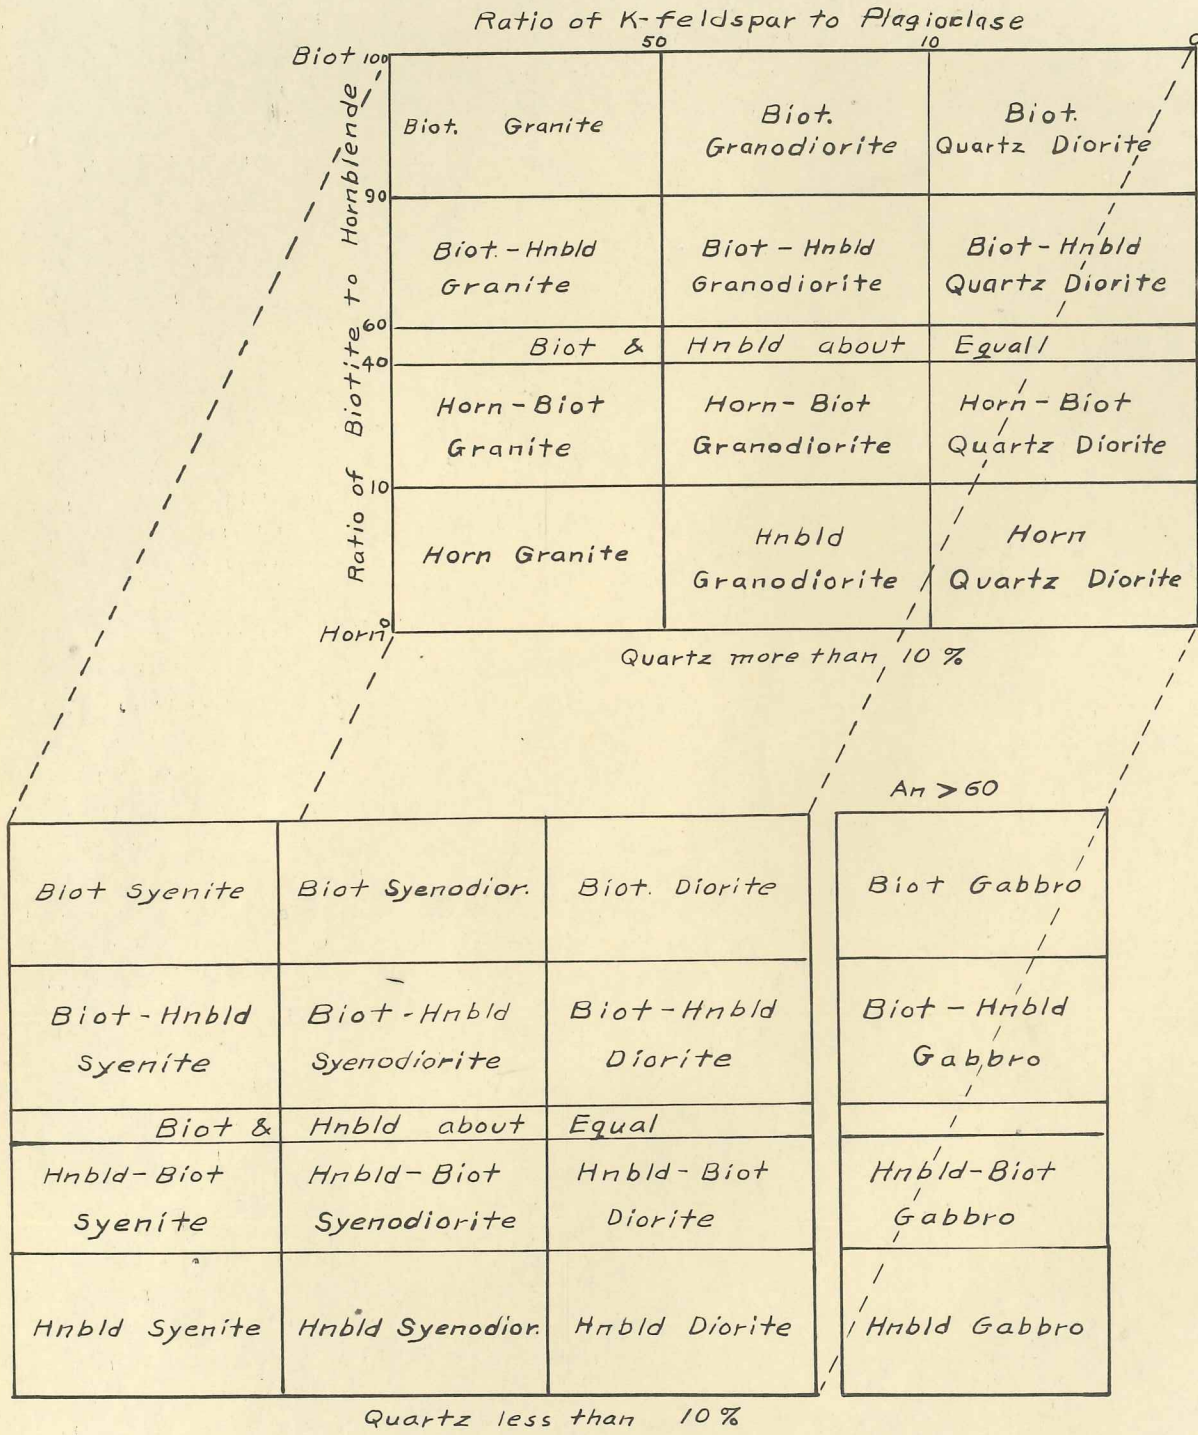 Ratio of K-feldspar to Plagioclase
50 10 0
Biot 100
Ratio of Biotite to Hornblende
Biot. Granite
Biot.
Granodiorite
Biot.
Quartz Diorite
90
Biot.-Hnbld
Granite
Biot-Hnbld
Granodiorite
Biot-Hnbld
Quartz Diorite
60
Biot & Hnbld about Equall
40
Horn-Biot
Granite
Horn-Biot
Granodiorite
Horn-Biot
Quartz Diorite
10
Horn Granite
Hnbld
Granodiorite
Horn
Quartz Diorite
Horn 0
Quartz more than 10%
An > 60
Biot Syenite
Biot Syenodior.
Biot. Diorite
Biot Gabbro
Biot-Hnbld
Syenite
Biot-Hnbld
Syenodiorite
Biot-Hnbld
Diorite
Biot-Hnbld
Gabbro
Biot & Hnbld about Equal
Hnbld-Biot
Syenite
Hnbld-Biot
Syenodiorite
Hnbld-Biot
Diorite
Hnbld-Biot
Gabbro
Hnbld Syenite
Hnbld Syenodior.
Hnbld Diorite
Hnbld Gabbro
Quartz less than 10%